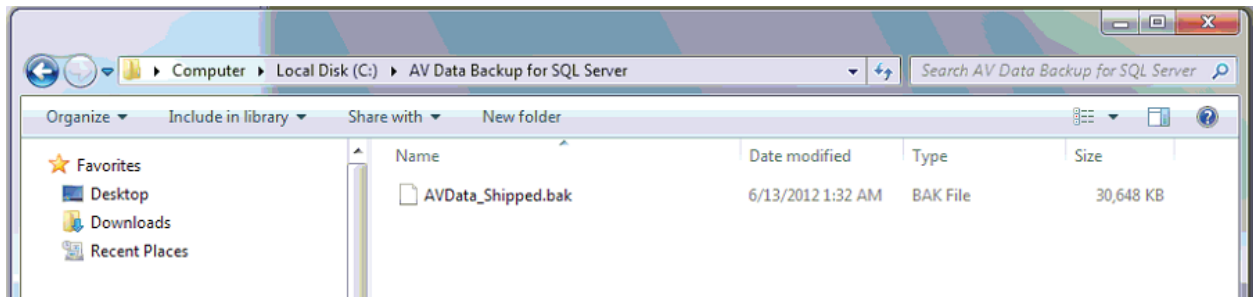 Computer Local Disk (C:) AV Data Backup for SQL Server Search AV Data Backup for SQL Server
Organize Include in library Share with New folder
Favorites Name Date modified Type Size
Desktop AVData_Shipped.bak 6/13/2012 1:32 AM BAK File 30,648 KB
Downloads
Recent Places